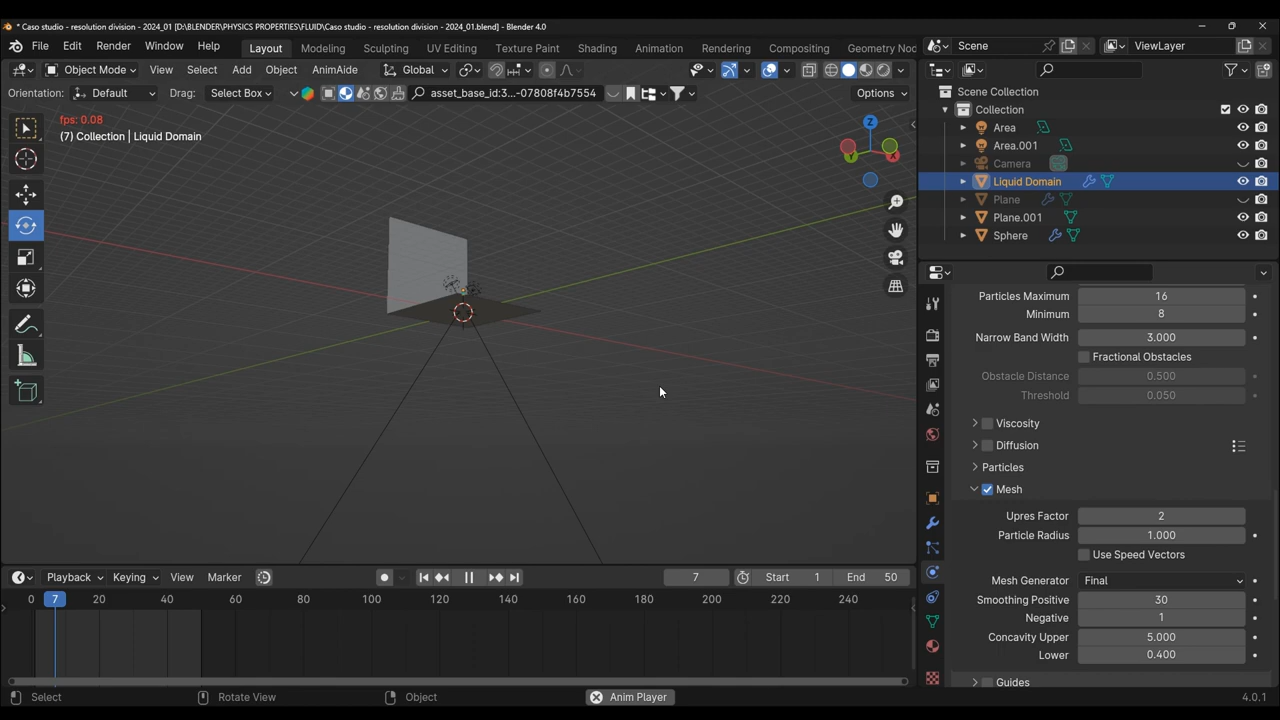 * Caso studio - resolution division - 2024_01 [D:\BLENDER\PHYSICS PROPERTIES\FLUID\Caso studio - resolution division - 2024_01.blend] - Blender 4.0
File Edit Render Window Help Layout Modeling Sculpting UV Editing Texture Paint Shading Animation Rendering Compositing Geometry Noc Scene ViewLayer
Object Mode View Select Add Object AnimAide Global
Orientation: Default Drag: Select Box asset_base_id:3...-07808f4b7554 Options
fps: 0.08
(7) Collection | Liquid Domain
Z
Y X
Scene Collection
Collection
Area
Area.001
Camera
Liquid Domain
Plane
Plane.001
Sphere
Particles Maximum 16
Minimum 8
Narrow Band Width 3.000
Fractional Obstacles
Obstacle Distance 0.500
Threshold 0.050
Viscosity
Diffusion
Particles
Mesh
Upres Factor 2
Particle Radius 1.000
Use Speed Vectors
Mesh Generator Final
Smoothing Positive 30
Negative 1
Concavity Upper 5.000
Lower 0.400
Guides
Playback Keying View Marker 7 Start 1 End 50
0 7 20 40 60 80 100 120 140 160 180 200 220 240
Select Rotate View Object Anim Player 4.0.1